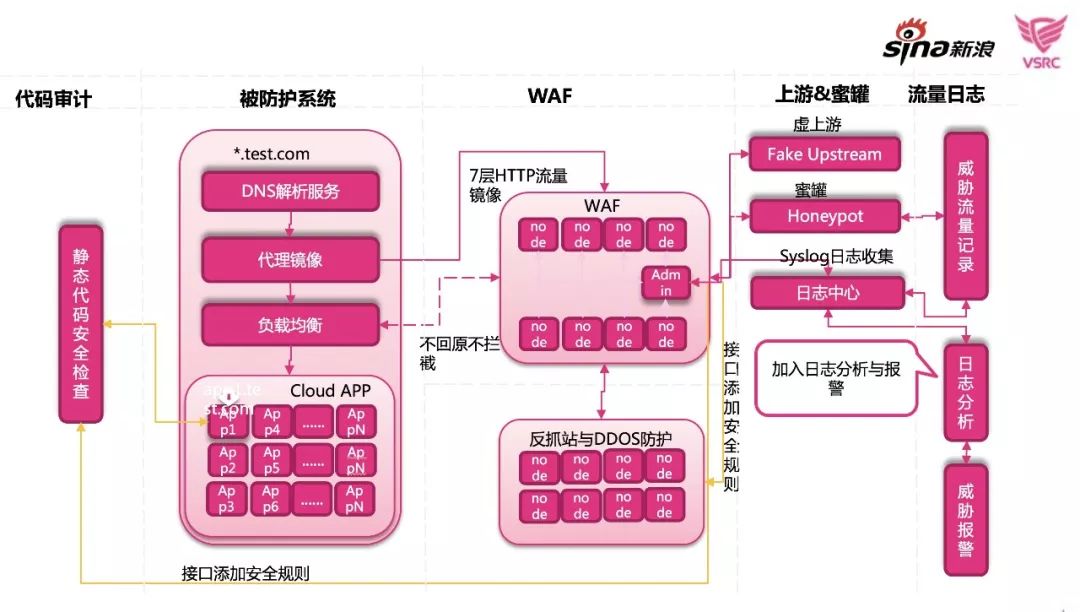 sina新浪
VSRC
代码审计
被防护系统
WAF
上游&蜜罐
流量日志
静态代码安全检查
*.test.com
DNS解析服务
代理镜像
负载均衡
Cloud APP
app1.te
st.com
Ap
p1
Ap
p4
......
Ap
pN
Ap
p2
Ap
p5
......
Ap
pN
Ap
p3
Ap
p6
......
Ap
pN
接口添加安全规则
7层HTTP流量
镜像
不回原不拦
截
WAF
no
de
no
de
no
de
no
de
Adm
in
no
de
no
de
no
de
no
de
反抓站与DDOS防护
no
de
no
de
no
de
no
de
no
de
no
de
no
de
no
de
接口添加安全规则
虚上游
Fake Upstream
蜜罐
Honeypot
Syslog日志收集
日志中心
加入日志分析与报
警
威胁流量记录
日志分析
威胁报警